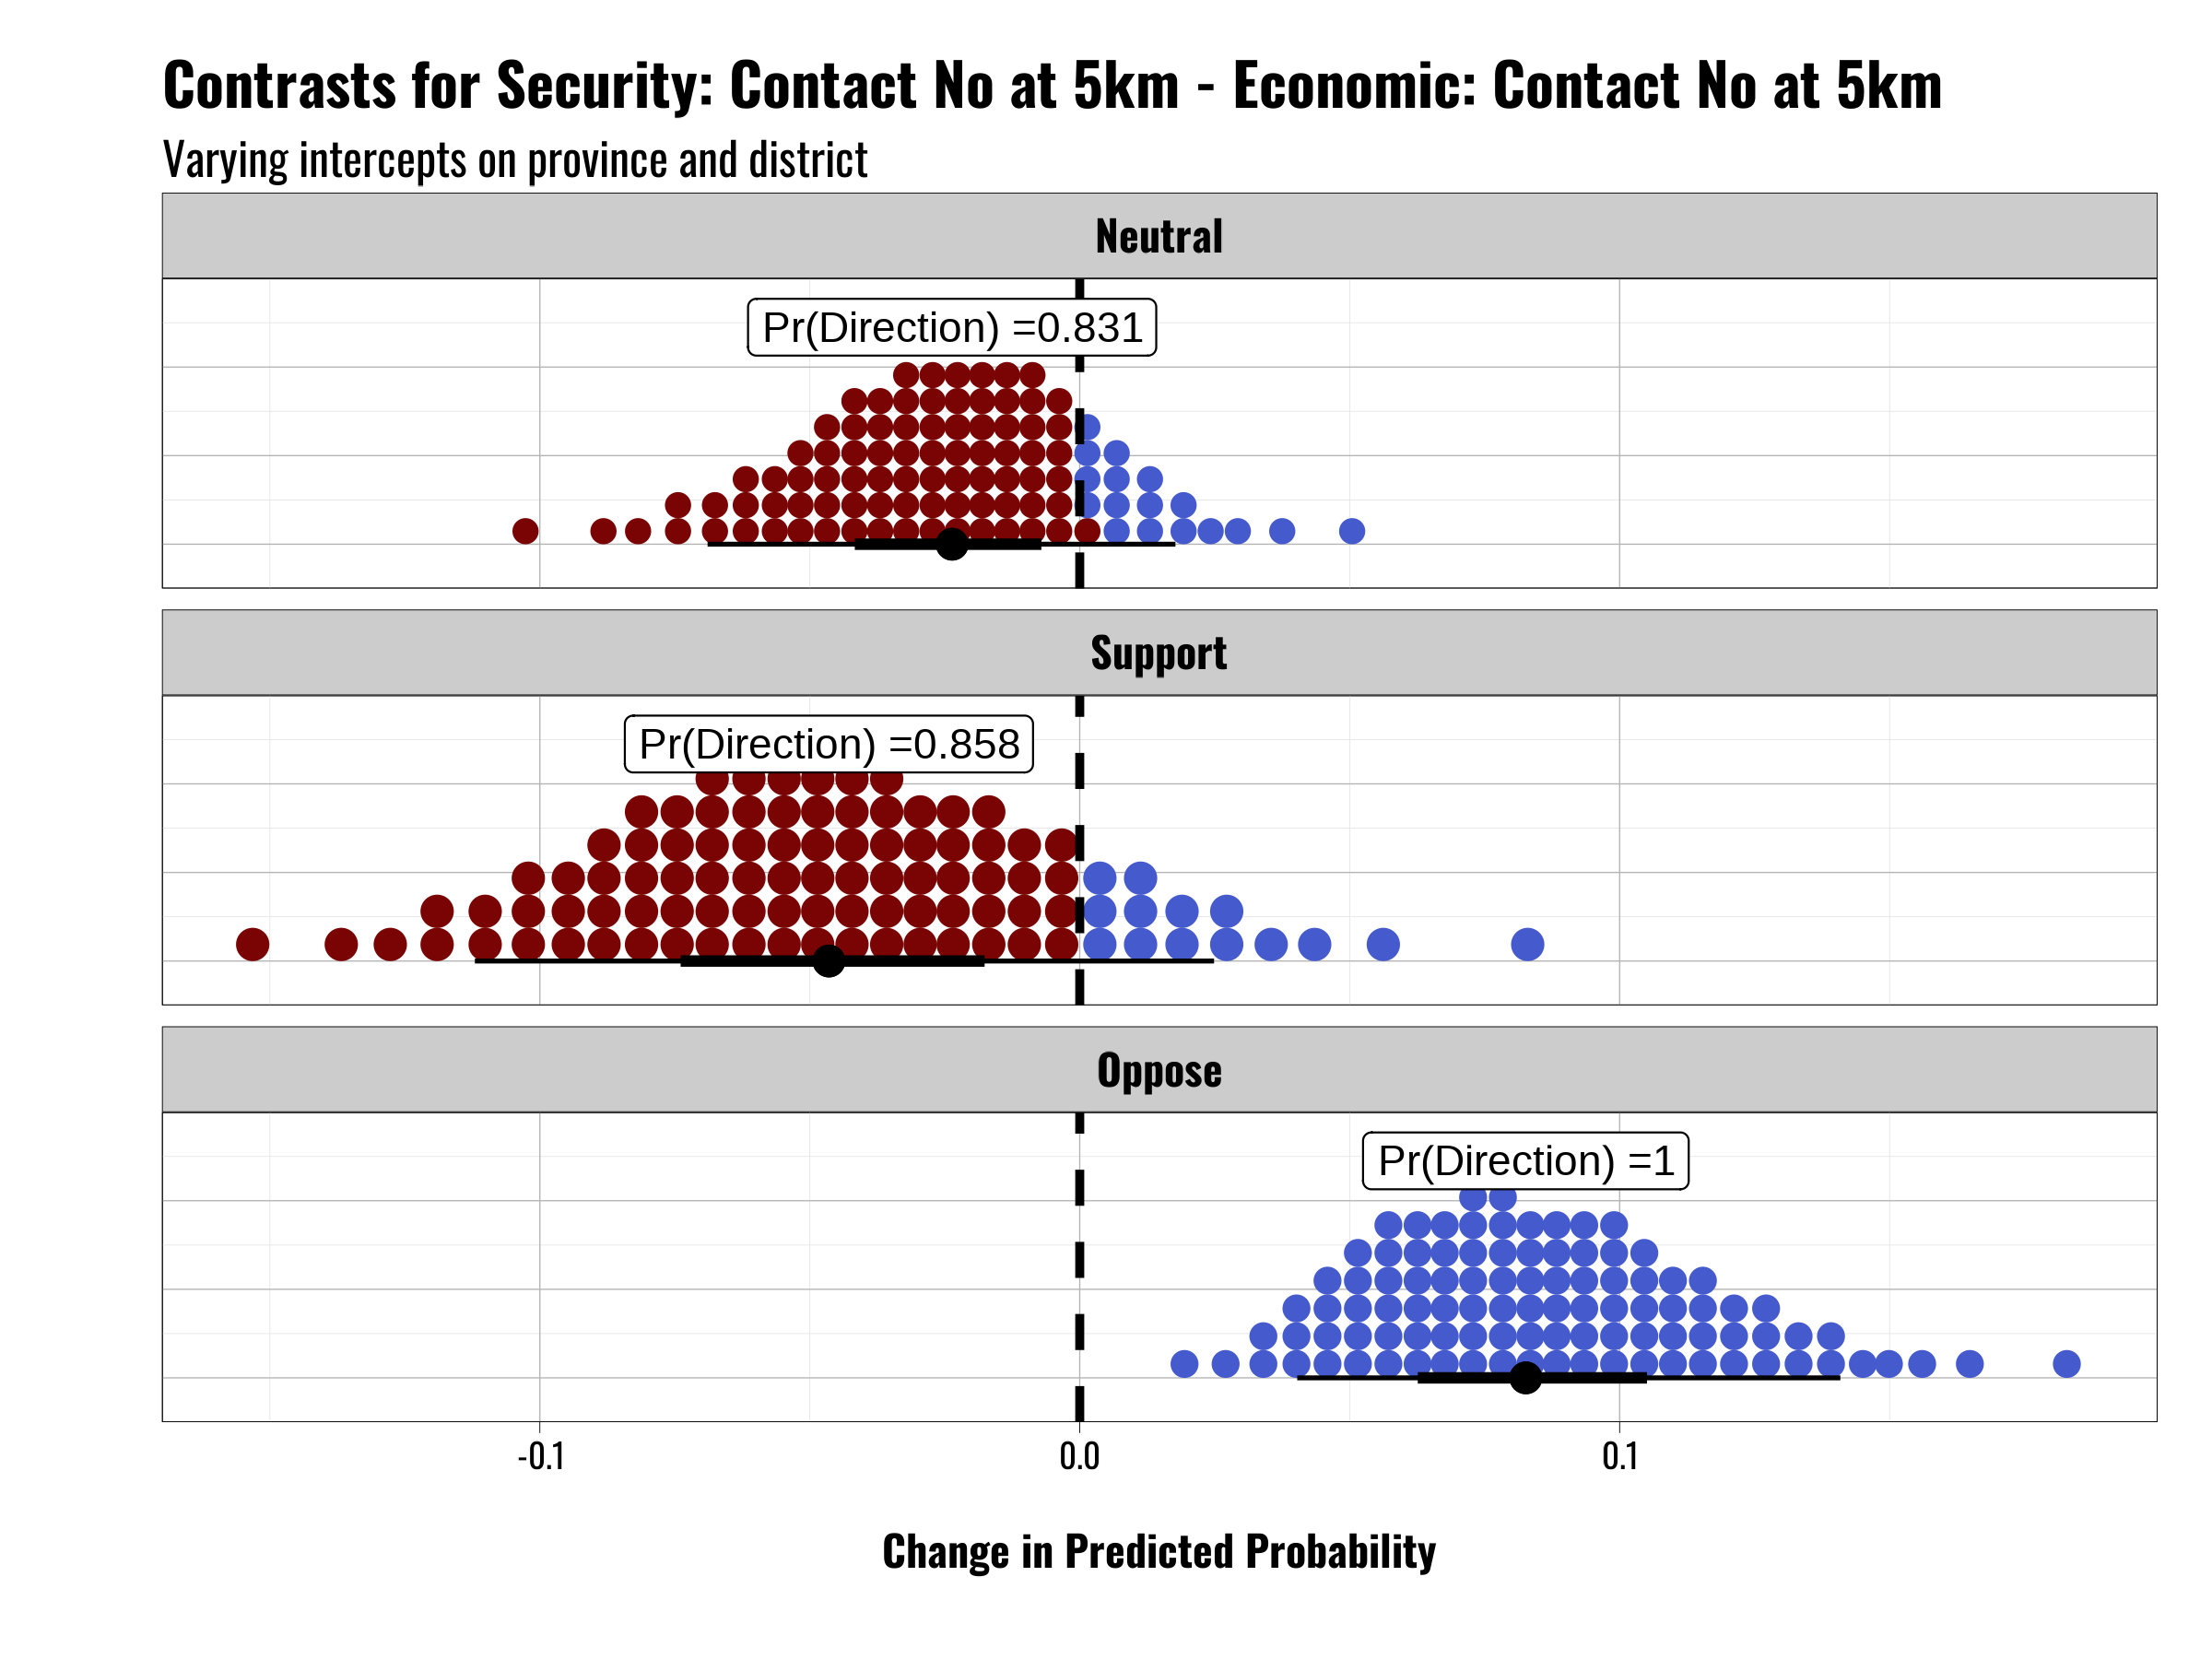 Contrasts for Security: Contact No at 5km - Economic: Contact No at 5km
Varying intercepts on province and district
Neutral
Pr(Direction) =0.831
Support
Pr(Direction) =0.858
Oppose
Pr(Direction) =1
-0.1 0.0 0.1
Change in Predicted Probability